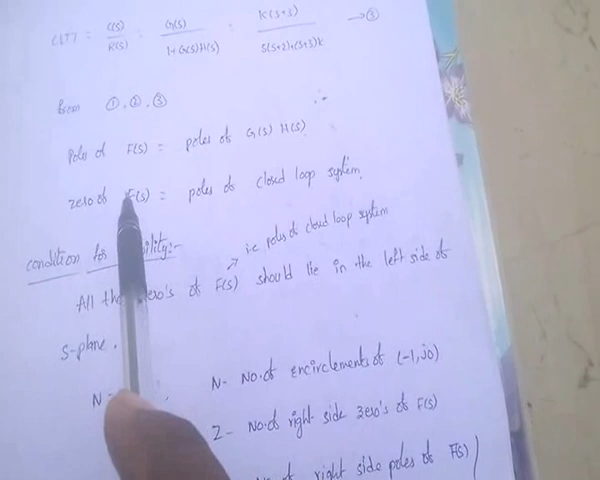 CLTF = C(S)/R(S) = G(S)/1+G(S)H(S) = K(S+3)/S(S+2)+(S+3)K → ③
from ①, ②, ③
Poles of F(S) = poles of G(S) H(S)
zero of F(S) = poles of closed loop system.
i.e. poles of closed loop system
condition for
All the zero's of F(S) should lie in the left side of
S-plane.
N- No. of encirclements of (-1, j0)
Z- No. of right side zero's of F(S)
right side poles of F(S)